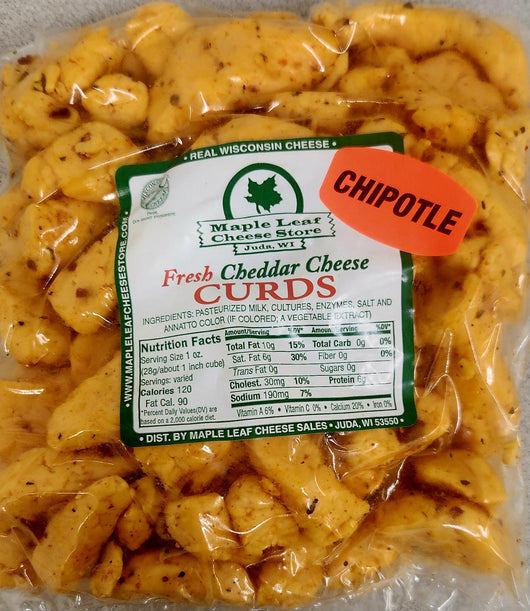 • REAL WISCONSIN CHEESE •
CHIPOTLE
Maple Leaf
Cheese Store
Juda, WI
Fresh Cheddar Cheese
CURDS
INGREDIENTS: PASTEURIZED MILK, CULTURES, ENZYMES, SALT AND
ANNATTO COLOR (IF COLORED; A VEGETABLE EXTRACT)
Nutrition Facts
Serving Size 1 oz.
(28g/about 1 inch cube)
Servings: varied
Calories 120
Fat Cal. 90
*Percent Daily Values(DV) are
based on a 2,000 calorie diet.
Amount/Serving %DV* Amount/Serving %DV*
Total Fat 10g 15% Total Carb 0g 0%
Sat. Fat 6g 30% Fiber 0g 0%
Trans Fat 0g Sugars 0g
Cholest. 30mg 10% Protein 6g
Sodium 190mg 7%
Vitamin A 6% • Vitamin C 0% • Calcium 20% • Iron 0%
• WWW.MAPLELEAFCHEESESTORE.COM •
• DIST. BY MAPLE LEAF CHEESE SALES • JUDA, WI 53550 •